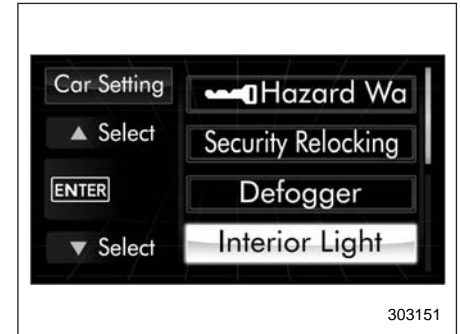 Car Setting
▲ Select
ENTER
▼ Select
Hazard Wa
Security Relocking
Defogger
Interior Light
303151